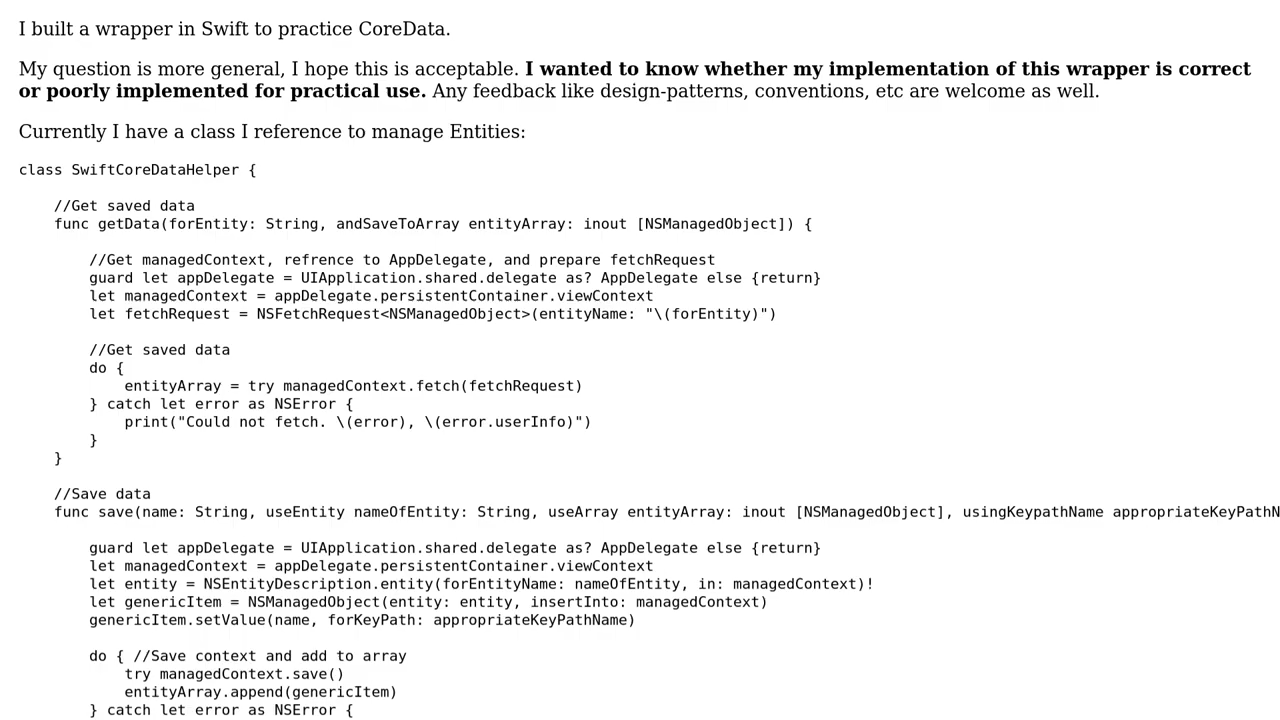 I built a wrapper in Swift to practice CoreData.
My question is more general, I hope this is acceptable. I wanted to know whether my implementation of this wrapper is correct
or poorly implemented for practical use. Any feedback like design-patterns, conventions, etc are welcome as well.
Currently I have a class I reference to manage Entities:
class SwiftCoreDataHelper {
    //Get saved data
    func getData(forEntity: String, andSaveToArray entityArray: inout [NSManagedObject]) {
        //Get managedContext, refrence to AppDelegate, and prepare fetchRequest
        guard let appDelegate = UIApplication.shared.delegate as? AppDelegate else {return}
        let managedContext = appDelegate.persistentContainer.viewContext
        let fetchRequest = NSFetchRequest<NSManagedObject>(entityName: "\(forEntity)")
        //Get saved data
        do {
            entityArray = try managedContext.fetch(fetchRequest)
        } catch let error as NSError {
            print("Could not fetch. \(error), \(error.userInfo)")
        }
    }
    //Save data
    func save(name: String, useEntity nameOfEntity: String, useArray entityArray: inout [NSManagedObject], usingKeypathName appropriateKeyPathN
        guard let appDelegate = UIApplication.shared.delegate as? AppDelegate else {return}
        let managedContext = appDelegate.persistentContainer.viewContext
        let entity = NSEntityDescription.entity(forEntityName: nameOfEntity, in: managedContext)!
        let genericItem = NSManagedObject(entity: entity, insertInto: managedContext)
        genericItem.setValue(name, forKeyPath: appropriateKeyPathName)
        do { //Save context and add to array
            try managedContext.save()
            entityArray.append(genericItem)
        } catch let error as NSError {